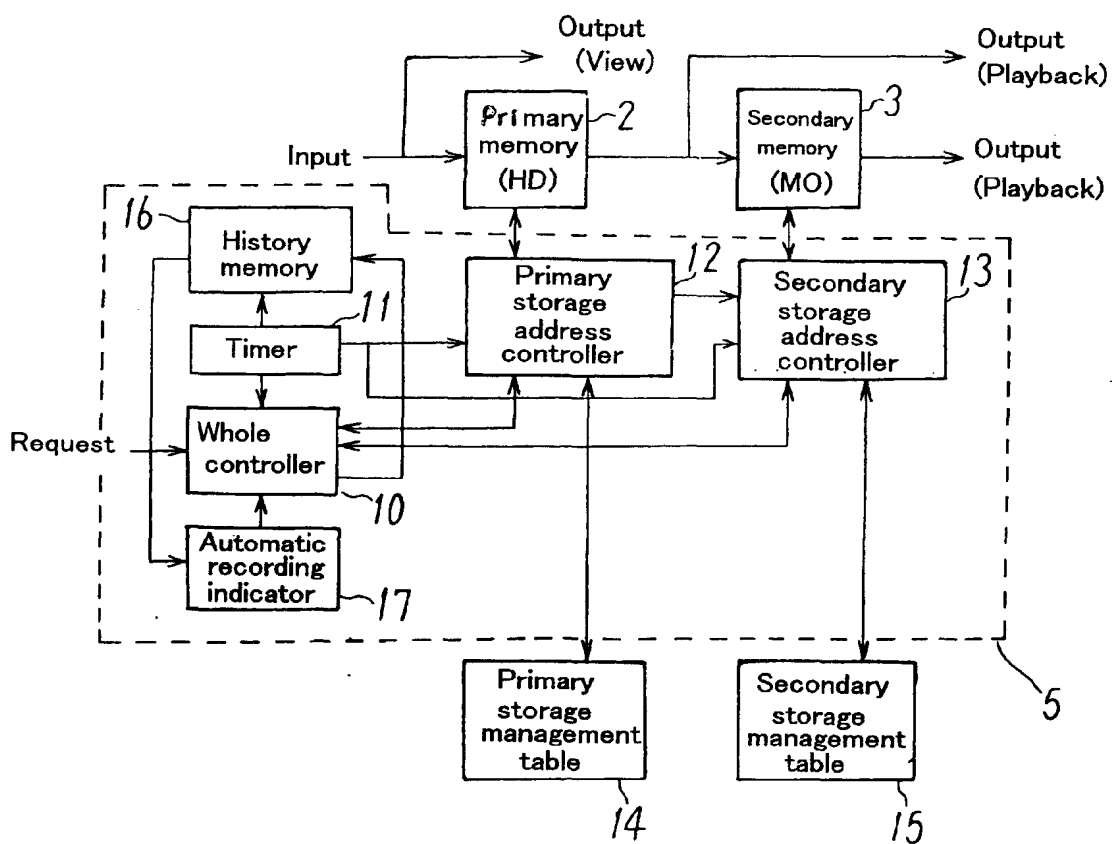 Output
(View)
Output
(Playback)
Primary
memory
(HD)
2
Secondary
memory
(MO)
3
Input
Output
(Playback)
16
History
memory
Primary
storage
address
controller
12
Secondary
storage
address
controller
13
11
Timer
Request
Whole
controller
10
Automatic
recording
indicator
17
Primary
storage
management
table
14
Secondary
storage
management
table
15
5